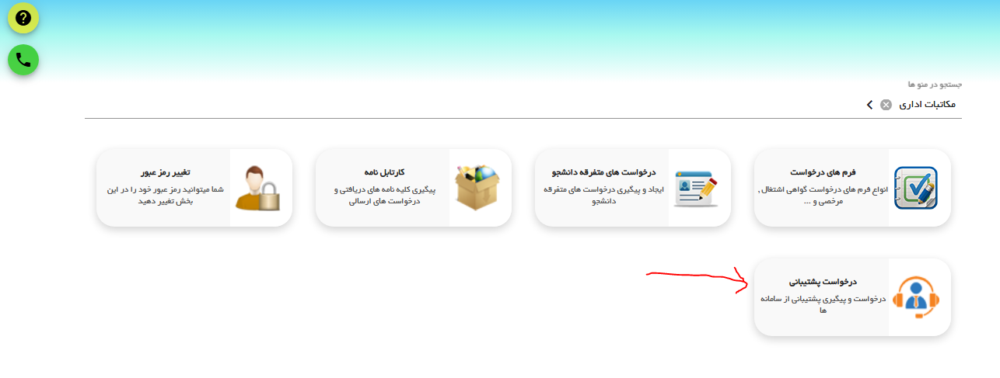 جستجو در منو ها
مکاتبات اداری
فرم های درخواست
انواع فرم های درخواست گواهی اشتغال ,
مرخصی و ...
درخواست های متفرقه دانشجو
ایجاد و پیگیری درخواست های متفرقه
دانشجو
کارتابل نامه
پیگیری کلیه نامه های دریافتی و
درخواست های ارسالی
تغییر رمز عبور
شما میتوانید رمز عبور خود را در این
بخش تغییر دهید
درخواست پشتیبانی
درخواست و پیگیری پشتیبانی از سامانه
ها